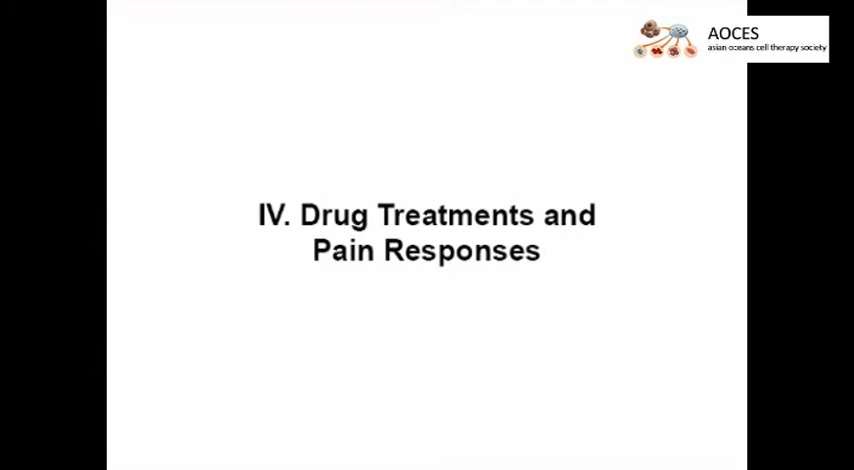 AOCES
asian oceans cell therapy society
IV. Drug Treatments and
Pain Responses